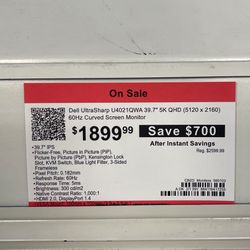 On Sale
Dell UltraSharp U4021QWA 39.7" 5K QHD (5120 x 2160)
60Hz Curved Screen Monitor
$1899.99
Save $700
After Instant Savings
Reg. $2599.99
•39.7" IPS
•Flicker-Free, Picture in Picture (PiP),
Picture by Picture (PbP), Kensington Lock
Slot, KVM Switch, Blue Light Filter, 3-Sided
Frameless
•Pixel Pitch: 0.182mm
•Refresh Rate: 60Hz
•Response Time: 5ms
•Brightness: 300 cd/m2
•Native Contrast Ratio: 1,000:1
•HDMI 2.0, DisplayPort 1.4